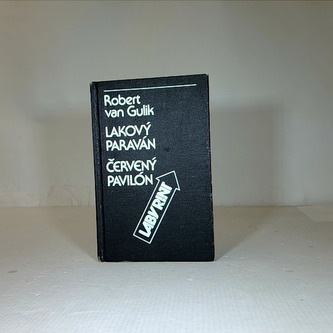 Robert
van Gulik
LAKOVÝ
PARAVÁN
ČERVENÝ
PAVILÓN
LABYRINT